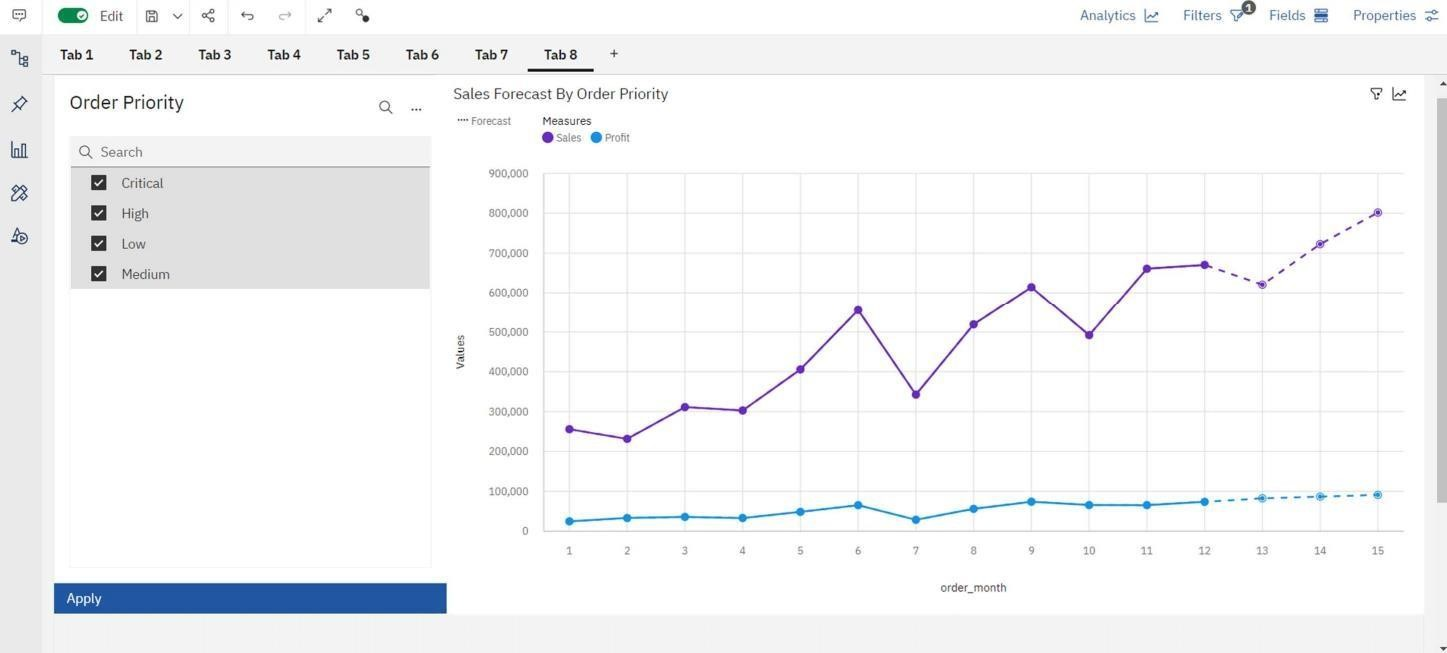 Edit
Analytics
Filters
1
Fields
Properties
Tab 1 Tab 2 Tab 3 Tab 4 Tab 5 Tab 6 Tab 7 Tab 8 +
Order Priority
...
Search
Critical
High
Low
Medium
Apply
Sales Forecast By Order Priority
Forecast
Measures
Sales Profit
Values
900,000
800,000
700,000
600,000
500,000
400,000
300,000
200,000
100,000
0
1 2 3 4 5 6 7 8 9 10 11 12 13 14 15
order_month